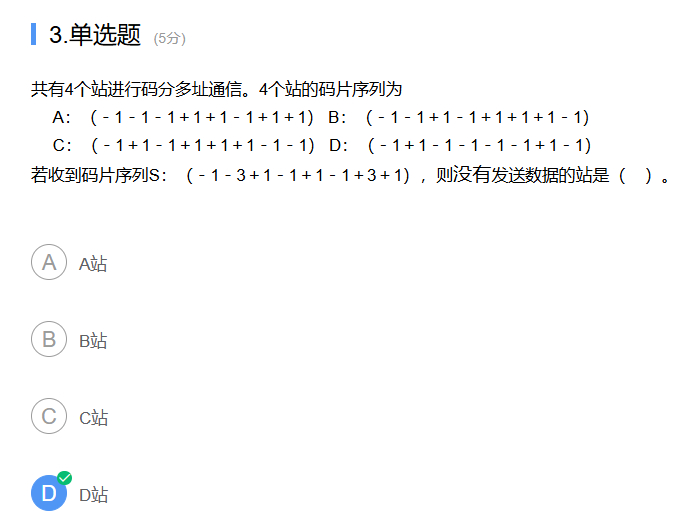 3.单选题 (5分)
共有4个站进行码分多址通信。4个站的码片序列为
A：（－1－1－1＋1＋1－1＋1＋1） B：（－1－1＋1－1＋1＋1＋1－1）
C：（－1＋1－1＋1＋1＋1－1－1） D：（－1＋1－1－1－1－1＋1－1）
若收到码片序列S：（－1－3＋1－1＋1－1＋3＋1），则没有发送数据的站是（ ）。
A A站
B B站
C C站
D D站